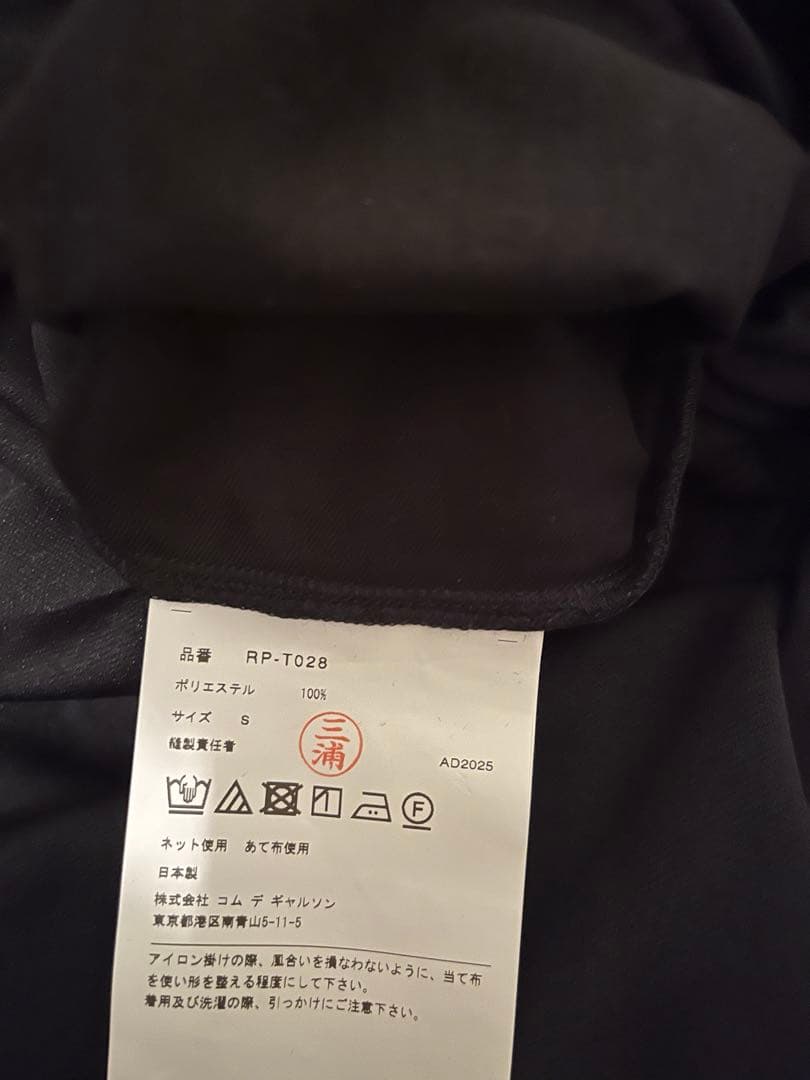 品番 RP-T028
ポリエステル 100%
サイズ S
縫製責任者 三浦
AD2025
F
ネット使用 あて布使用
日本製
株式会社 コム デ ギャルソン
東京都港区南青山5-11-5
アイロン掛けの際、風合いを損なわないように、当て布
を使い形を整える程度にして下さい。
着用及び洗濯の際、引っかけにご注意下さい。